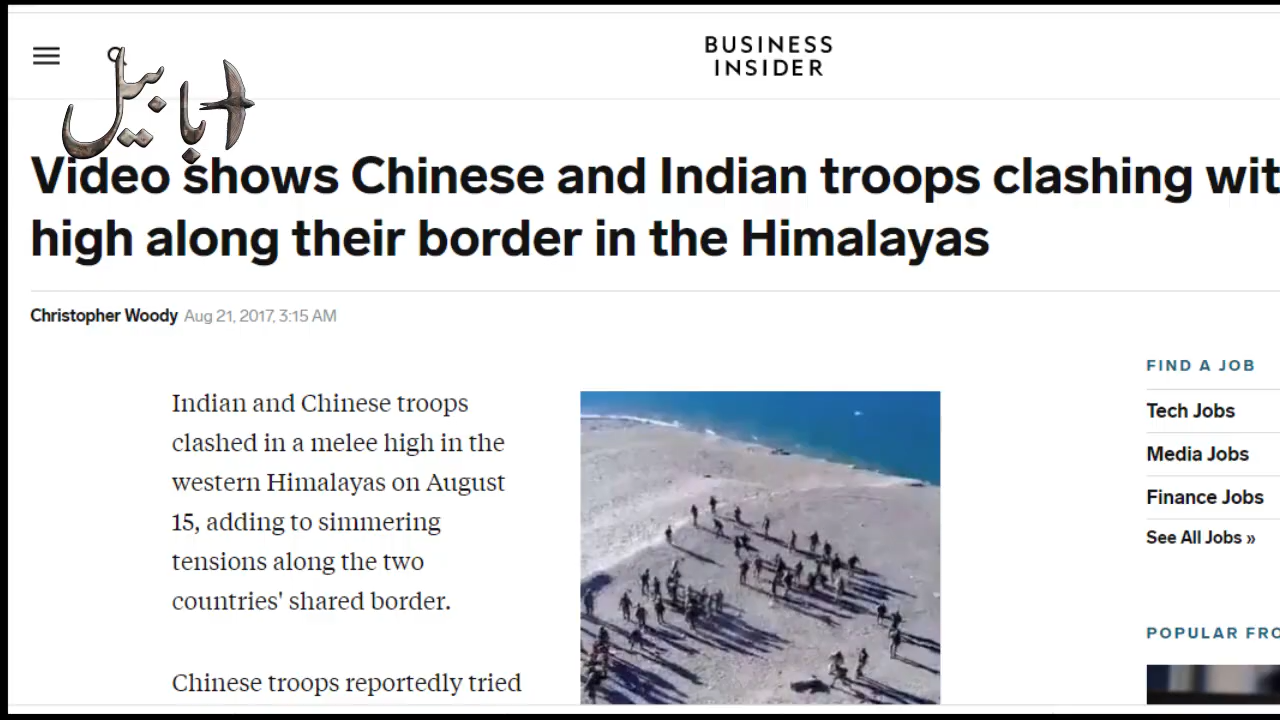 BUSINESS
INSIDER
ابابیل
Video shows Chinese and Indian troops clashing wit
high along their border in the Himalayas
Christopher Woody Aug 21, 2017, 3:15 AM
Indian and Chinese troops
clashed in a melee high in the
western Himalayas on August
15, adding to simmering
tensions along the two
countries' shared border.
Chinese troops reportedly tried
FIND A JOB
Tech Jobs
Media Jobs
Finance Jobs
See All Jobs »
POPULAR FRO